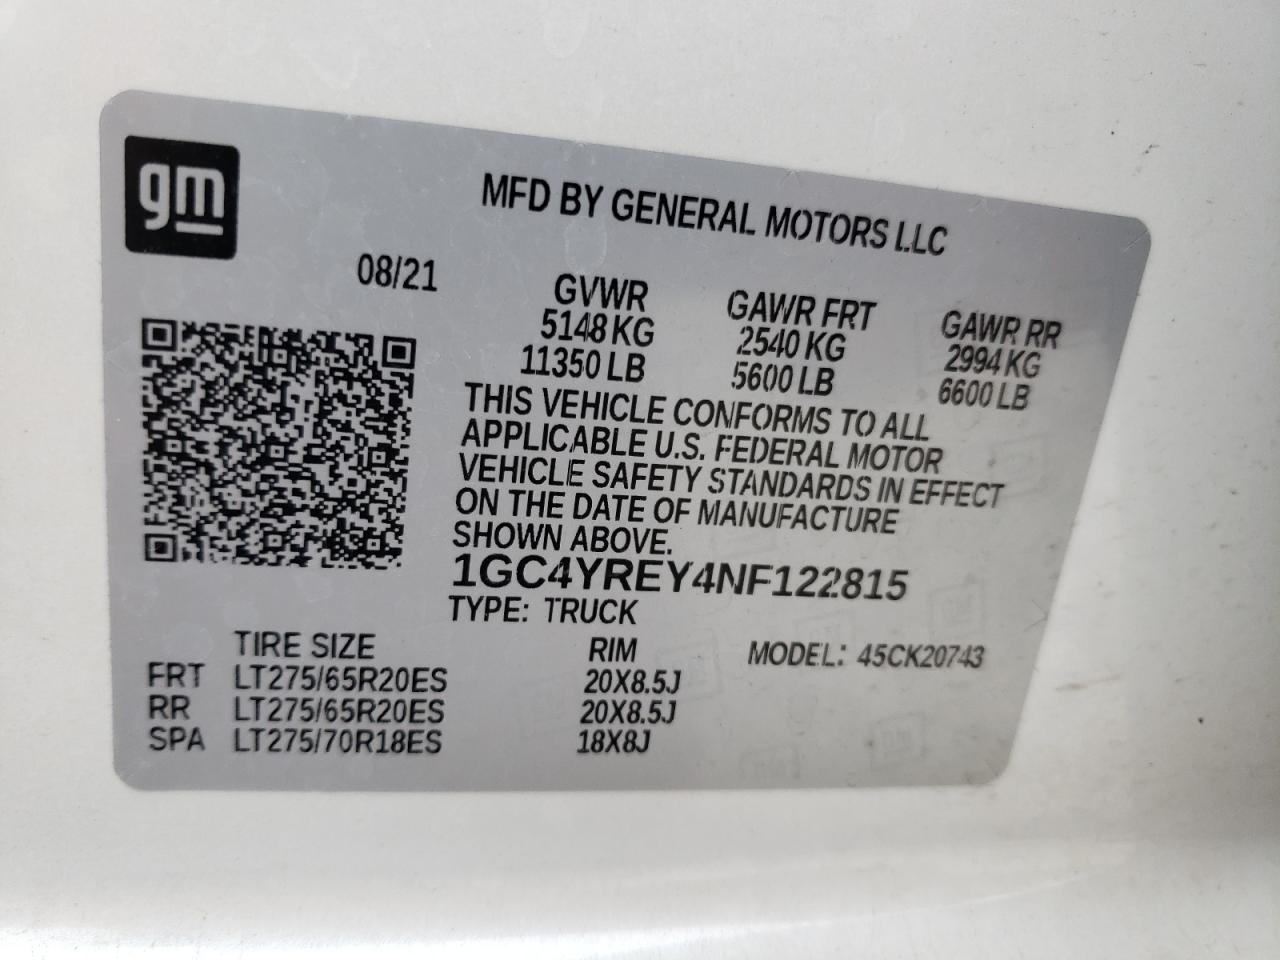 gm
MFD BY GENERAL MOTORS LLC
08/21
GVWR GAWR FRT GAWR RR
5148 KG 2540 KG 2994 KG
11350 LB 5600 LB 6600 LB
THIS VEHICLE CONFORMS TO ALL
APPLICABLE U.S. FEDERAL MOTOR
VEHICLE SAFETY STANDARDS IN EFFECT
ON THE DATE OF MANUFACTURE
SHOWN ABOVE.
1GC4YREY4NF122815
TYPE: TRUCK
TIRE SIZE RIM MODEL: 45CK20743
FRT LT275/65R20ES 20X8.5J
RR LT275/65R20ES 20X8.5J
SPA LT275/70R18ES 18X8J